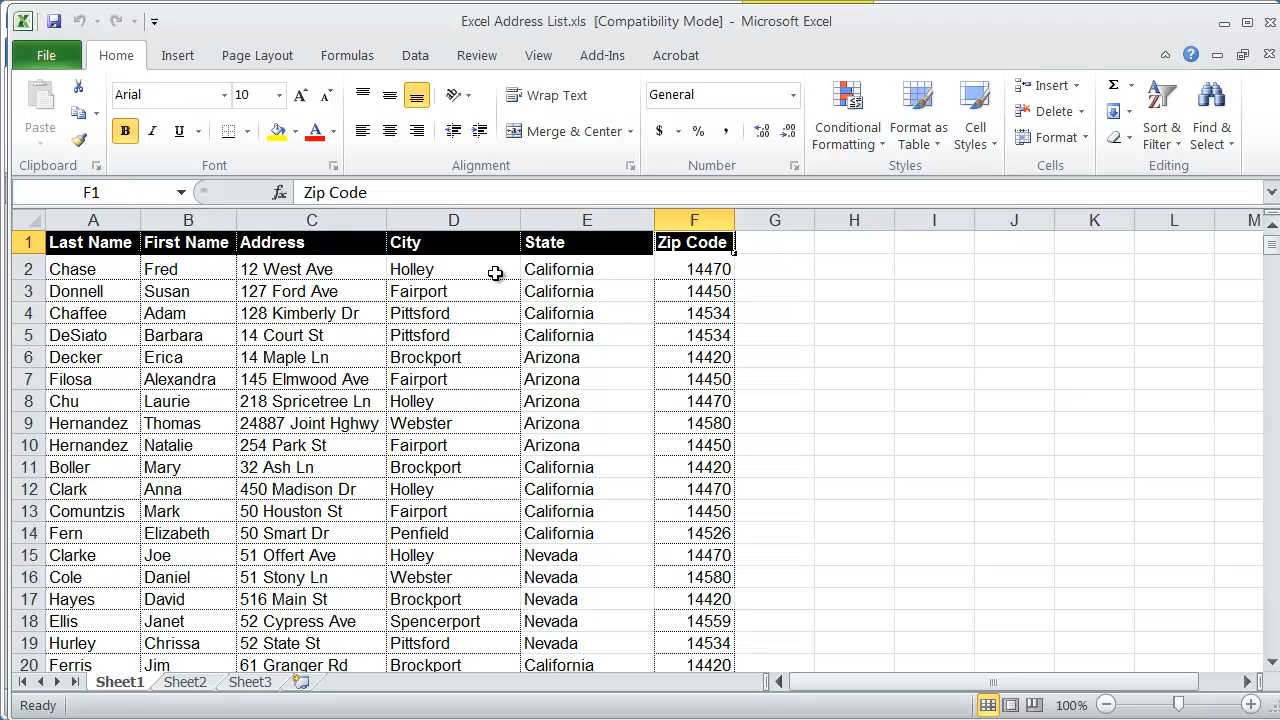 Excel Address List.xls [Compatibility Mode] - Microsoft Excel
File Home Insert Page Layout Formulas Data Review View Add-Ins Acrobat
Arial 10 Wrap Text General Insert
Paste B I U Merge & Center $ % , Conditional Formatting Format as Table Cell Styles Delete Sort & Filter Find & Select
Format
Clipboard Font Alignment Number Styles Cells Editing
F1 fx Zip Code
A B C D E F G H I J K L M
1 Last Name First Name Address City State Zip Code
2 Chase Fred 12 West Ave Holley California 14470
3 Donnell Susan 127 Ford Ave Fairport California 14450
4 Chaffee Adam 128 Kimberly Dr Pittsford California 14534
5 DeSiato Barbara 14 Court St Pittsford California 14534
6 Decker Erica 14 Maple Ln Brockport Arizona 14420
7 Filosa Alexandra 145 Elmwood Ave Fairport Arizona 14450
8 Chu Laurie 218 Spricetree Ln Holley Arizona 14470
9 Hernandez Thomas 24887 Joint Hghwy Webster Arizona 14580
10 Hernandez Natalie 254 Park St Fairport Arizona 14450
11 Boller Mary 32 Ash Ln Brockport California 14420
12 Clark Anna 450 Madison Dr Holley California 14470
13 Comuntzis Mark 50 Houston St Fairport California 14450
14 Fern Elizabeth 50 Smart Dr Penfield California 14526
15 Clarke Joe 51 Offert Ave Holley Nevada 14470
16 Cole Daniel 51 Stony Ln Webster Nevada 14580
17 Hayes David 516 Main St Brockport Nevada 14420
18 Ellis Janet 52 Cypress Ave Spencerport Nevada 14559
19 Hurley Chrissa 52 State St Pittsford Nevada 14534
20 Ferris Jim 61 Granger Rd Brockport California 14420
Sheet1 Sheet2 Sheet3
Ready 100%